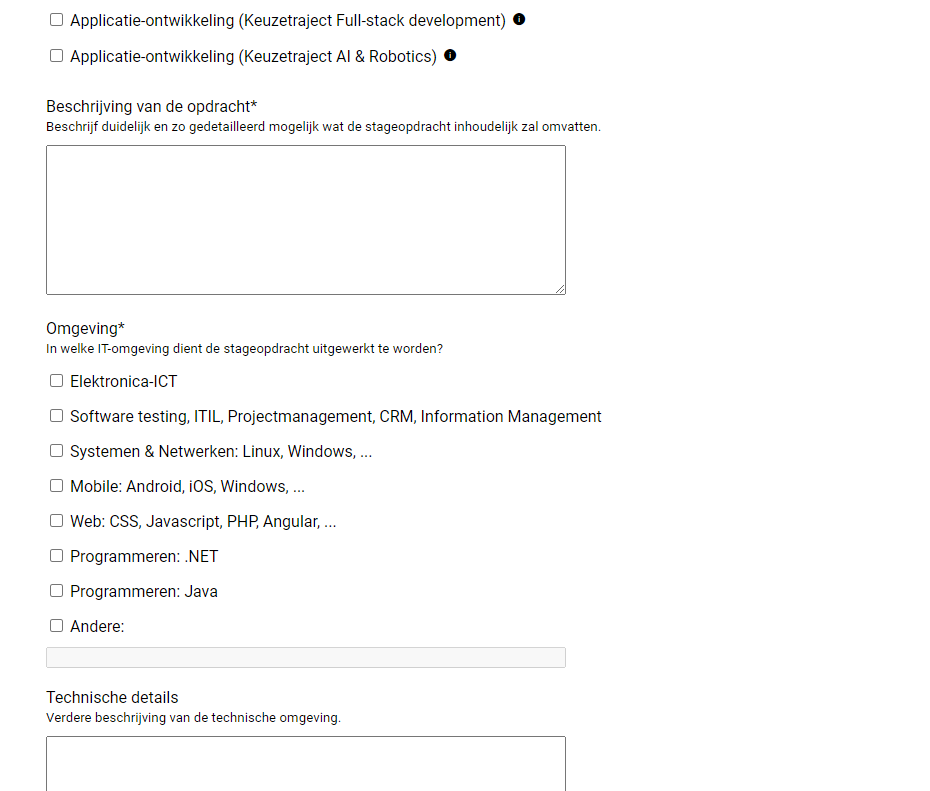 Applicatie-ontwikkeling (Keuzetraject Full-stack development)
Applicatie-ontwikkeling (Keuzetraject AI & Robotics)
Beschrijving van de opdracht*
Beschrijf duidelijk en zo gedetailleerd mogelijk wat de stageopdracht inhoudelijk zal omvatten.
Omgeving*
In welke IT-omgeving dient de stageopdracht uitgewerkt te worden?
Elektronica-ICT
Software testing, ITIL, Projectmanagement, CRM, Information Management
Systemen & Netwerken: Linux, Windows, ...
Mobile: Android, iOS, Windows, ...
Web: CSS, Javascript, PHP, Angular, ...
Programmeren: .NET
Programmeren: Java
Andere:
Technische details
Verdere beschrijving van de technische omgeving.